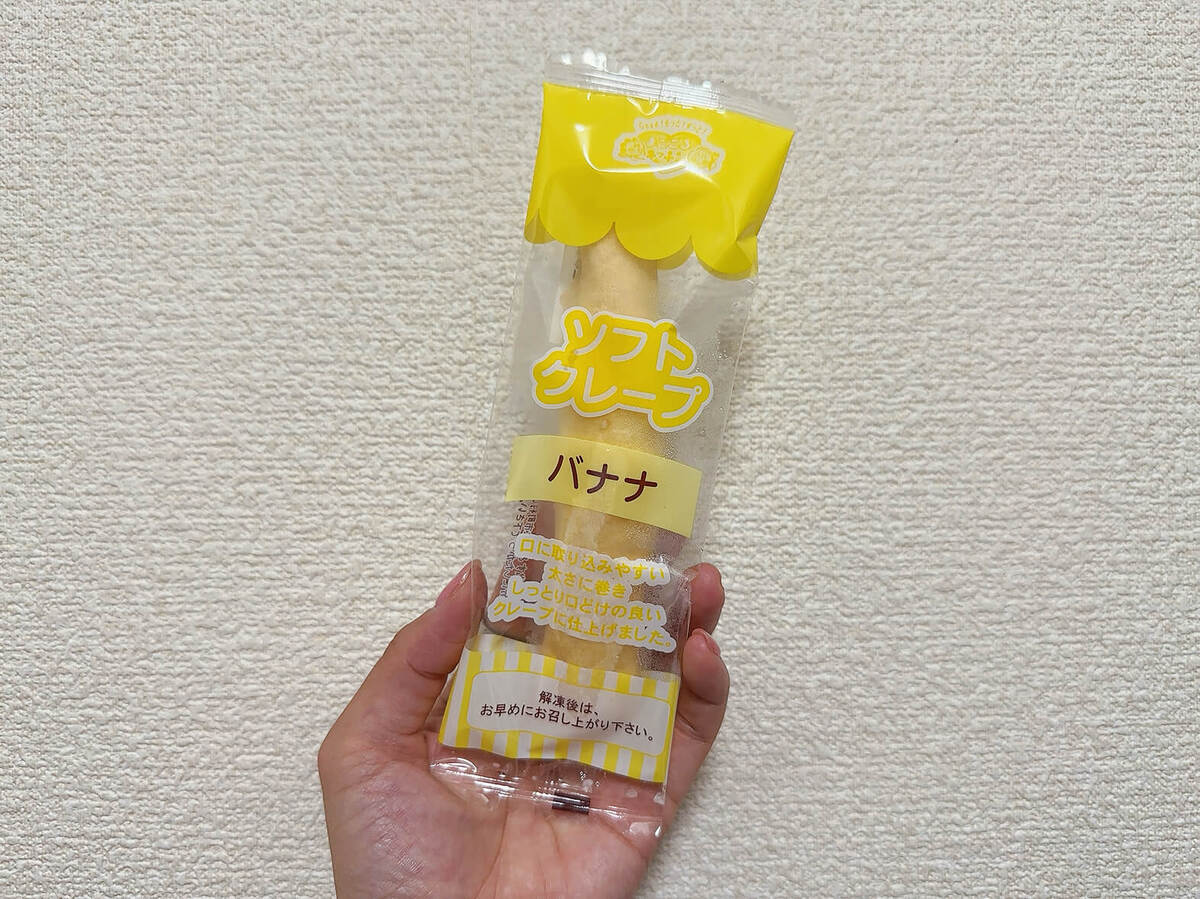 ソフト
クレープ
バナナ
口に取り込みやすい
太さに巻き
しっとり口どけの良い
クレープに仕上げました。
解凍後は、
お早めにお召し上がり下さい。